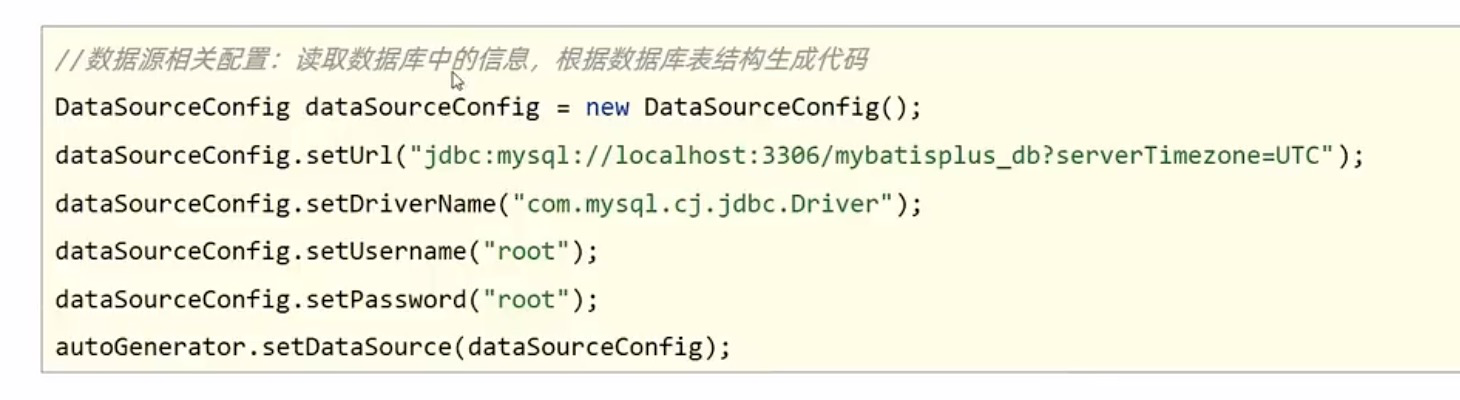 //数据源相关配置：读取数据库中的信息，根据数据库表结构生成代码
DataSourceConfig dataSourceConfig = new DataSourceConfig();
dataSourceConfig.setUrl("jdbc:mysql://localhost:3306/mybatisplus_db?serverTimezone=UTC");
dataSourceConfig.setDriverName("com.mysql.cj.jdbc.Driver");
dataSourceConfig.setUsername("root");
dataSourceConfig.setPassword("root");
autoGenerator.setDataSource(dataSourceConfig);